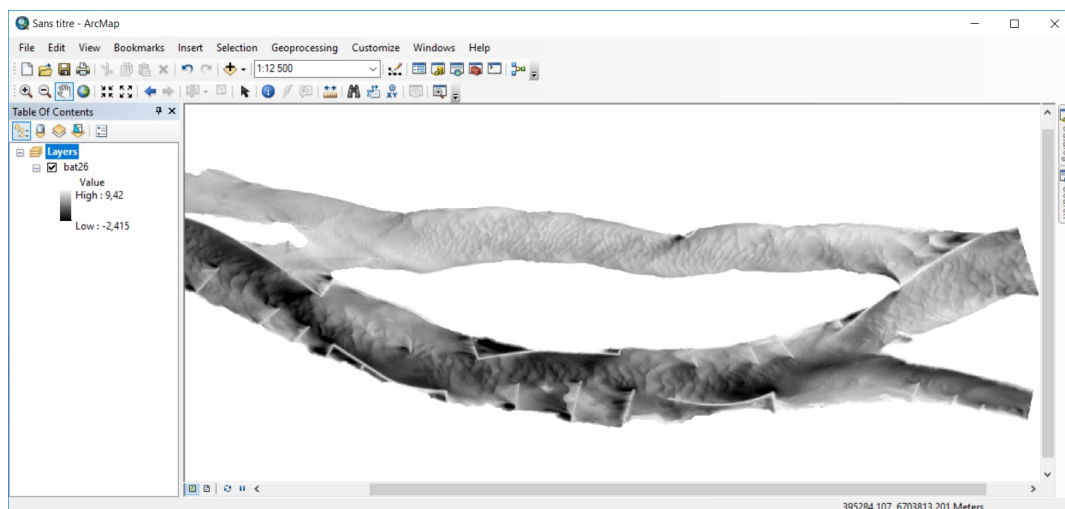 Sans titre - ArcMap
File Edit View Bookmarks Insert Selection Geoprocessing Customize Windows Help
1:12 500
Table Of Contents
Layers
bat26
Value
High : 9,42
Low : -2,415
395284,107 6703813,201 Meters